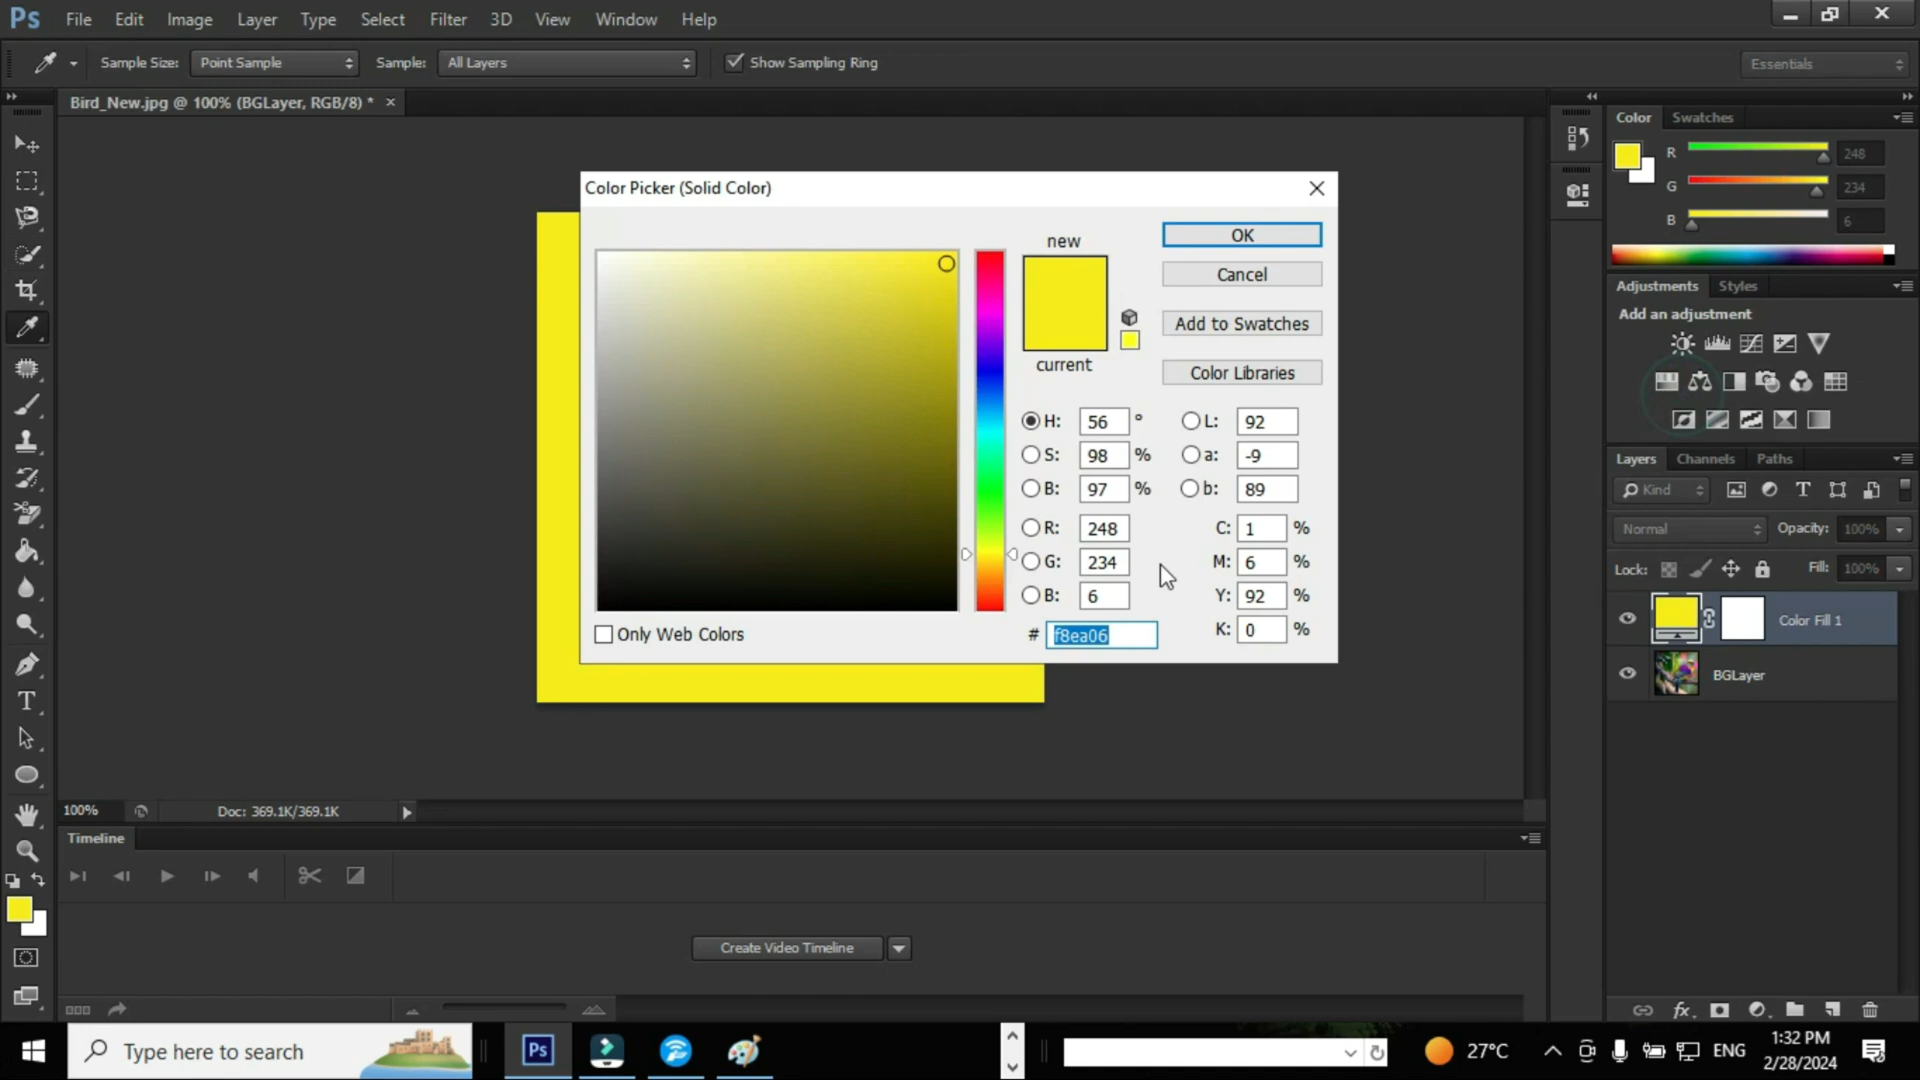 Ps File Edit Image Layer Type Select Filter 3D View Window Help
Sample Size: Point Sample Sample: All Layers Show Sampling Ring Essentials
Bird_New.jpg @ 100% (BGLayer, RGB/8) * ×
Color Swatches
R 248
G 234
B 6
Adjustments Styles
Add an adjustment
Layers Channels Paths
Kind
Normal Opacity: 100%
Lock: Fill: 100%
Color Fill 1
BGLayer
Color Picker (Solid Color)
new
current
OK
Cancel
Add to Swatches
Color Libraries
H: 56 ° L: 92
S: 98 % a: -9
B: 97 % b: 89
R: 248 C: 1 %
G: 234 M: 6 %
B: 6 Y: 92 %
# f8ea06 K: 0 %
Only Web Colors
100% Doc: 369.1K/369.1K
Timeline
Create Video Timeline
Type here to search Ps 27°C ENG 1:32 PM
2/28/2024